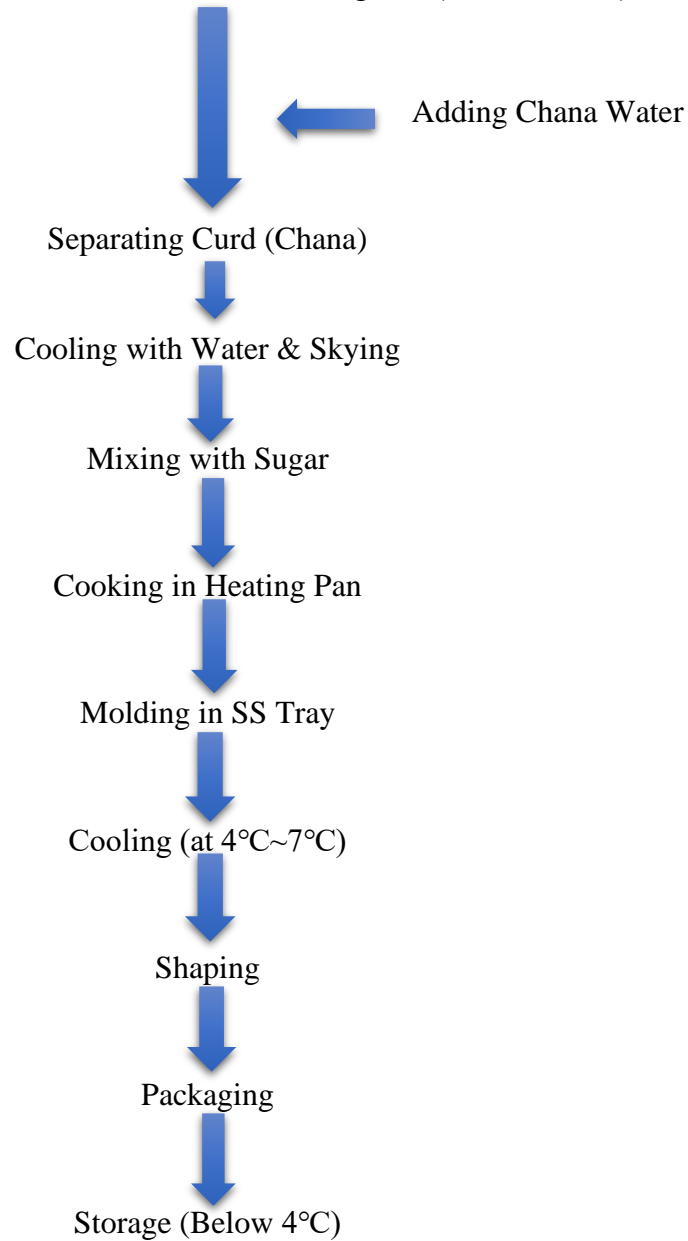 Adding Chana Water
Separating Curd (Chana)
Cooling with Water & Skying
Mixing with Sugar
Cooking in Heating Pan
Molding in SS Tray
Cooling (at 4°C~7°C)
Shaping
Packaging
Storage (Below 4°C)